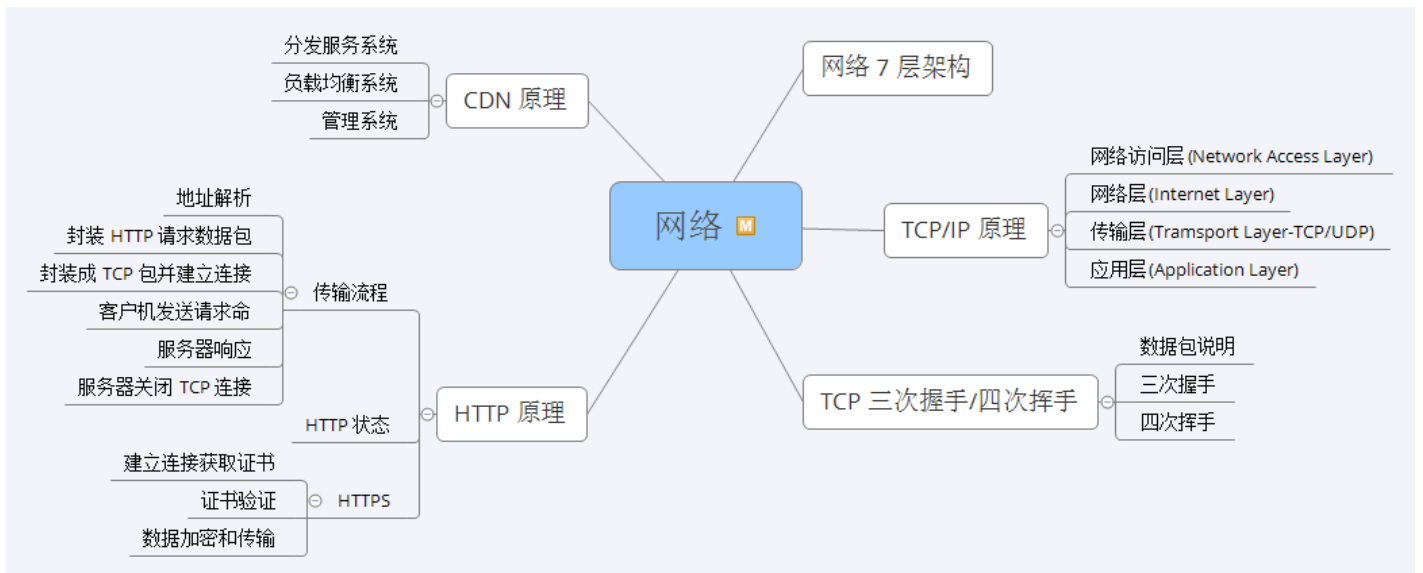 网络 M
网络 7 层架构
TCP/IP 原理
网络访问层(Network Access Layer)
网络层(Internet Layer)
传输层(Tramsport Layer-TCP/UDP)
应用层(Application Layer)
TCP 三次握手/四次挥手
数据包说明
三次握手
四次挥手
HTTP 原理
传输流程
地址解析
封装 HTTP 请求数据包
封装成 TCP 包并建立连接
客户机发送请求命
服务器响应
服务器关闭 TCP 连接
HTTP 状态
HTTPS
建立连接获取证书
证书验证
数据加密和传输
CDN 原理
分发服务系统
负载均衡系统
管理系统